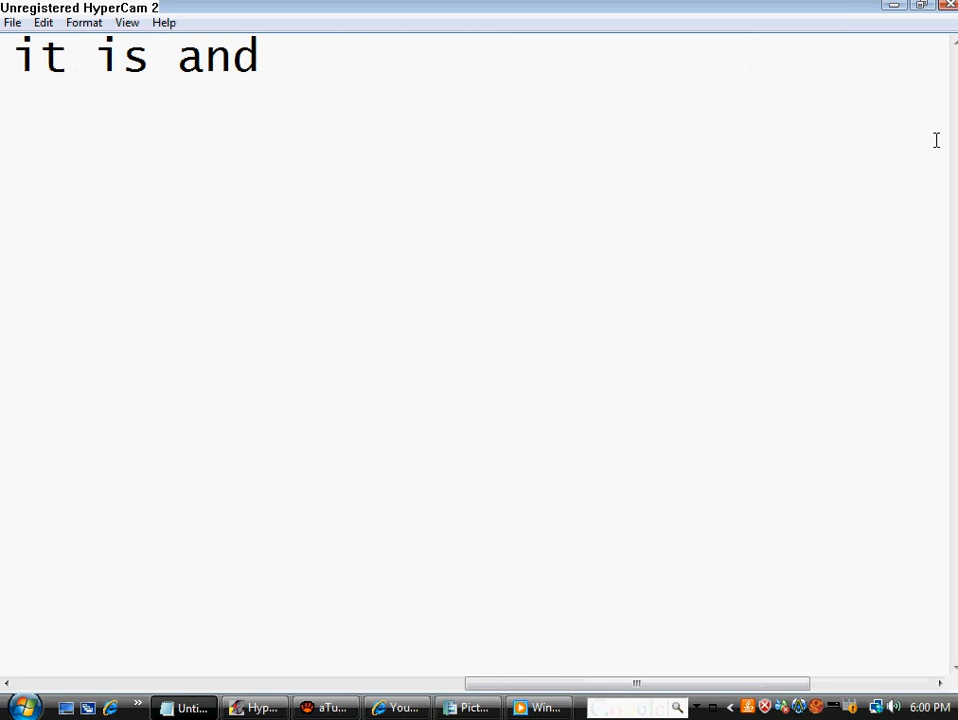 Unregistered HyperCam 2
File Edit Format View Help
it is and
Unti... Hyp... aTu... You... Pict... Win... Google 6:00 PM